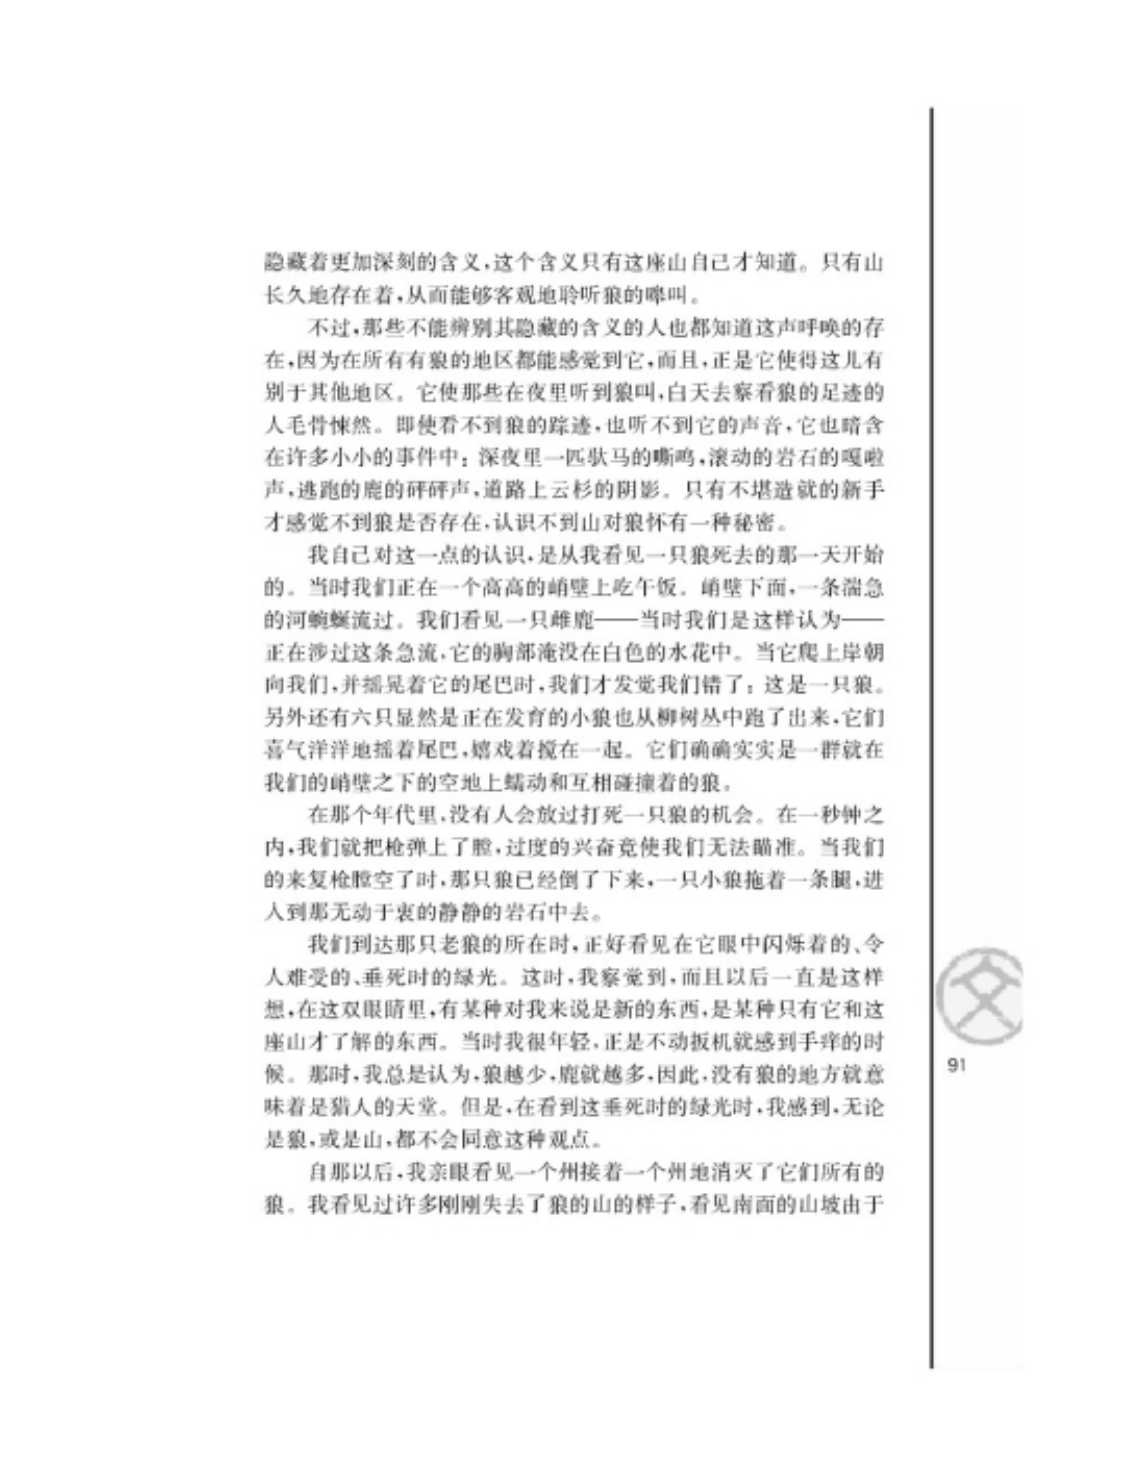 隐藏着更加深刻的含义，这个含义只有这座山自己才知道。只有山
长久地存在着，从而能够客观地聆听狼的嗥叫。
不过，那些不能辨别其隐藏的含义的人也都知道这声呼唤的存
在，因为在所有有狼的地区都能感觉到它，而且，正是它使得这儿有
别于其他地区。它使那些在夜里听到狼叫，白天去察看狼的足迹的
人毛骨悚然。即使看不到狼的踪迹，也听不到它的声音，它也暗含
在许多小小的事件中：深夜里一匹驮马的嘶鸣，滚动的岩石的嘎啦
声，逃跑的鹿的砰砰声，道路上云杉的阴影。只有不堪造就的新手
才感觉不到狼是否存在，认识不到山对狼怀有一种秘密。
我自己对这一点的认识，是从我看见一只狼死去的那一天开始
的。当时我们正在一个高高的峭壁上吃午饭。峭壁下面，一条湍急
的河蜿蜒流过。我们看见一只雌鹿——当时我们是这样认为——
正在涉过这条急流，它的胸部淹没在白色的水花中。当它爬上岸朝
向我们，并摇晃着它的尾巴时，我们才发觉我们错了：这是一只狼。
另外还有六只显然是正在发育的小狼也从柳树丛中跑了出来，它们
喜气洋洋地摇着尾巴，嬉戏着搅在一起。它们确确实实是一群就在
我们的峭壁之下的空地上蠕动和互相碰撞着的狼。
在那个年代里，没有人会放过打死一只狼的机会。在一秒钟之
内，我们就把枪弹上了膛，过度的兴奋竟使我们无法瞄准。当我们
的来复枪膛空了时，那只狼已经倒了下来，一只小狼拖着一条腿，进
入到那无动于衷的静静的岩石中去。
我们到达那只老狼的所在时，正好看见在它眼中闪烁着的、令
人难受的、垂死时的绿光。这时，我察觉到，而且以后一直是这样
想，在这双眼睛里，有某种对我来说是新的东西，是某种只有它和这
座山才了解的东西。当时我很年轻，正是不动扳机就感到手痒的时
候。那时，我总是认为，狼越少，鹿就越多，因此，没有狼的地方就意
味着是猎人的天堂。但是，在看到这垂死时的绿光时，我感到，无论
是狼，或是山，都不会同意这种观点。
自那以后，我亲眼看见一个州接着一个州地消灭了它们所有的
狼。我看见过许多刚刚失去了狼的山的样子，看见南面的山坡由于
文
91